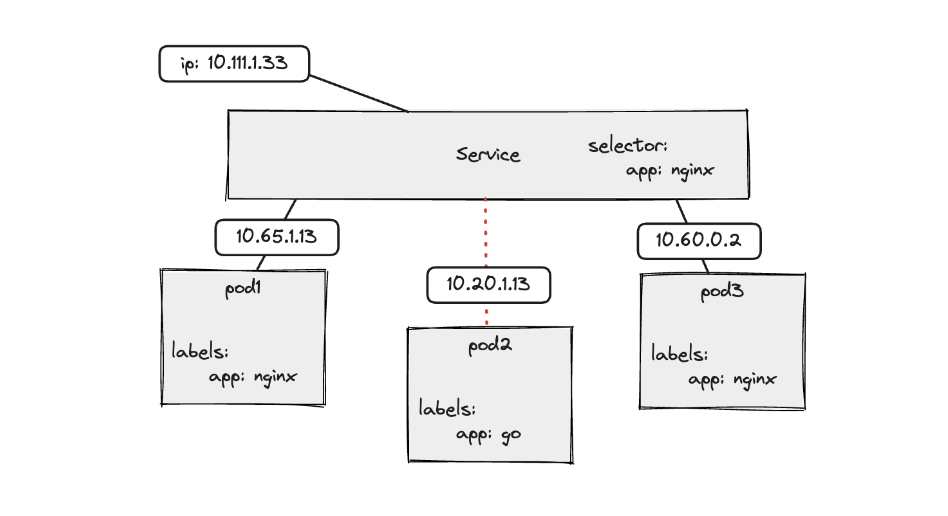 ip: 10.111.1.33
Service
selector:
app: nginx
10.65.1.13
10.20.1.13
10.60.0.2
pod1
labels:
app: nginx
pod2
labels:
app: go
pod3
labels:
app: nginx